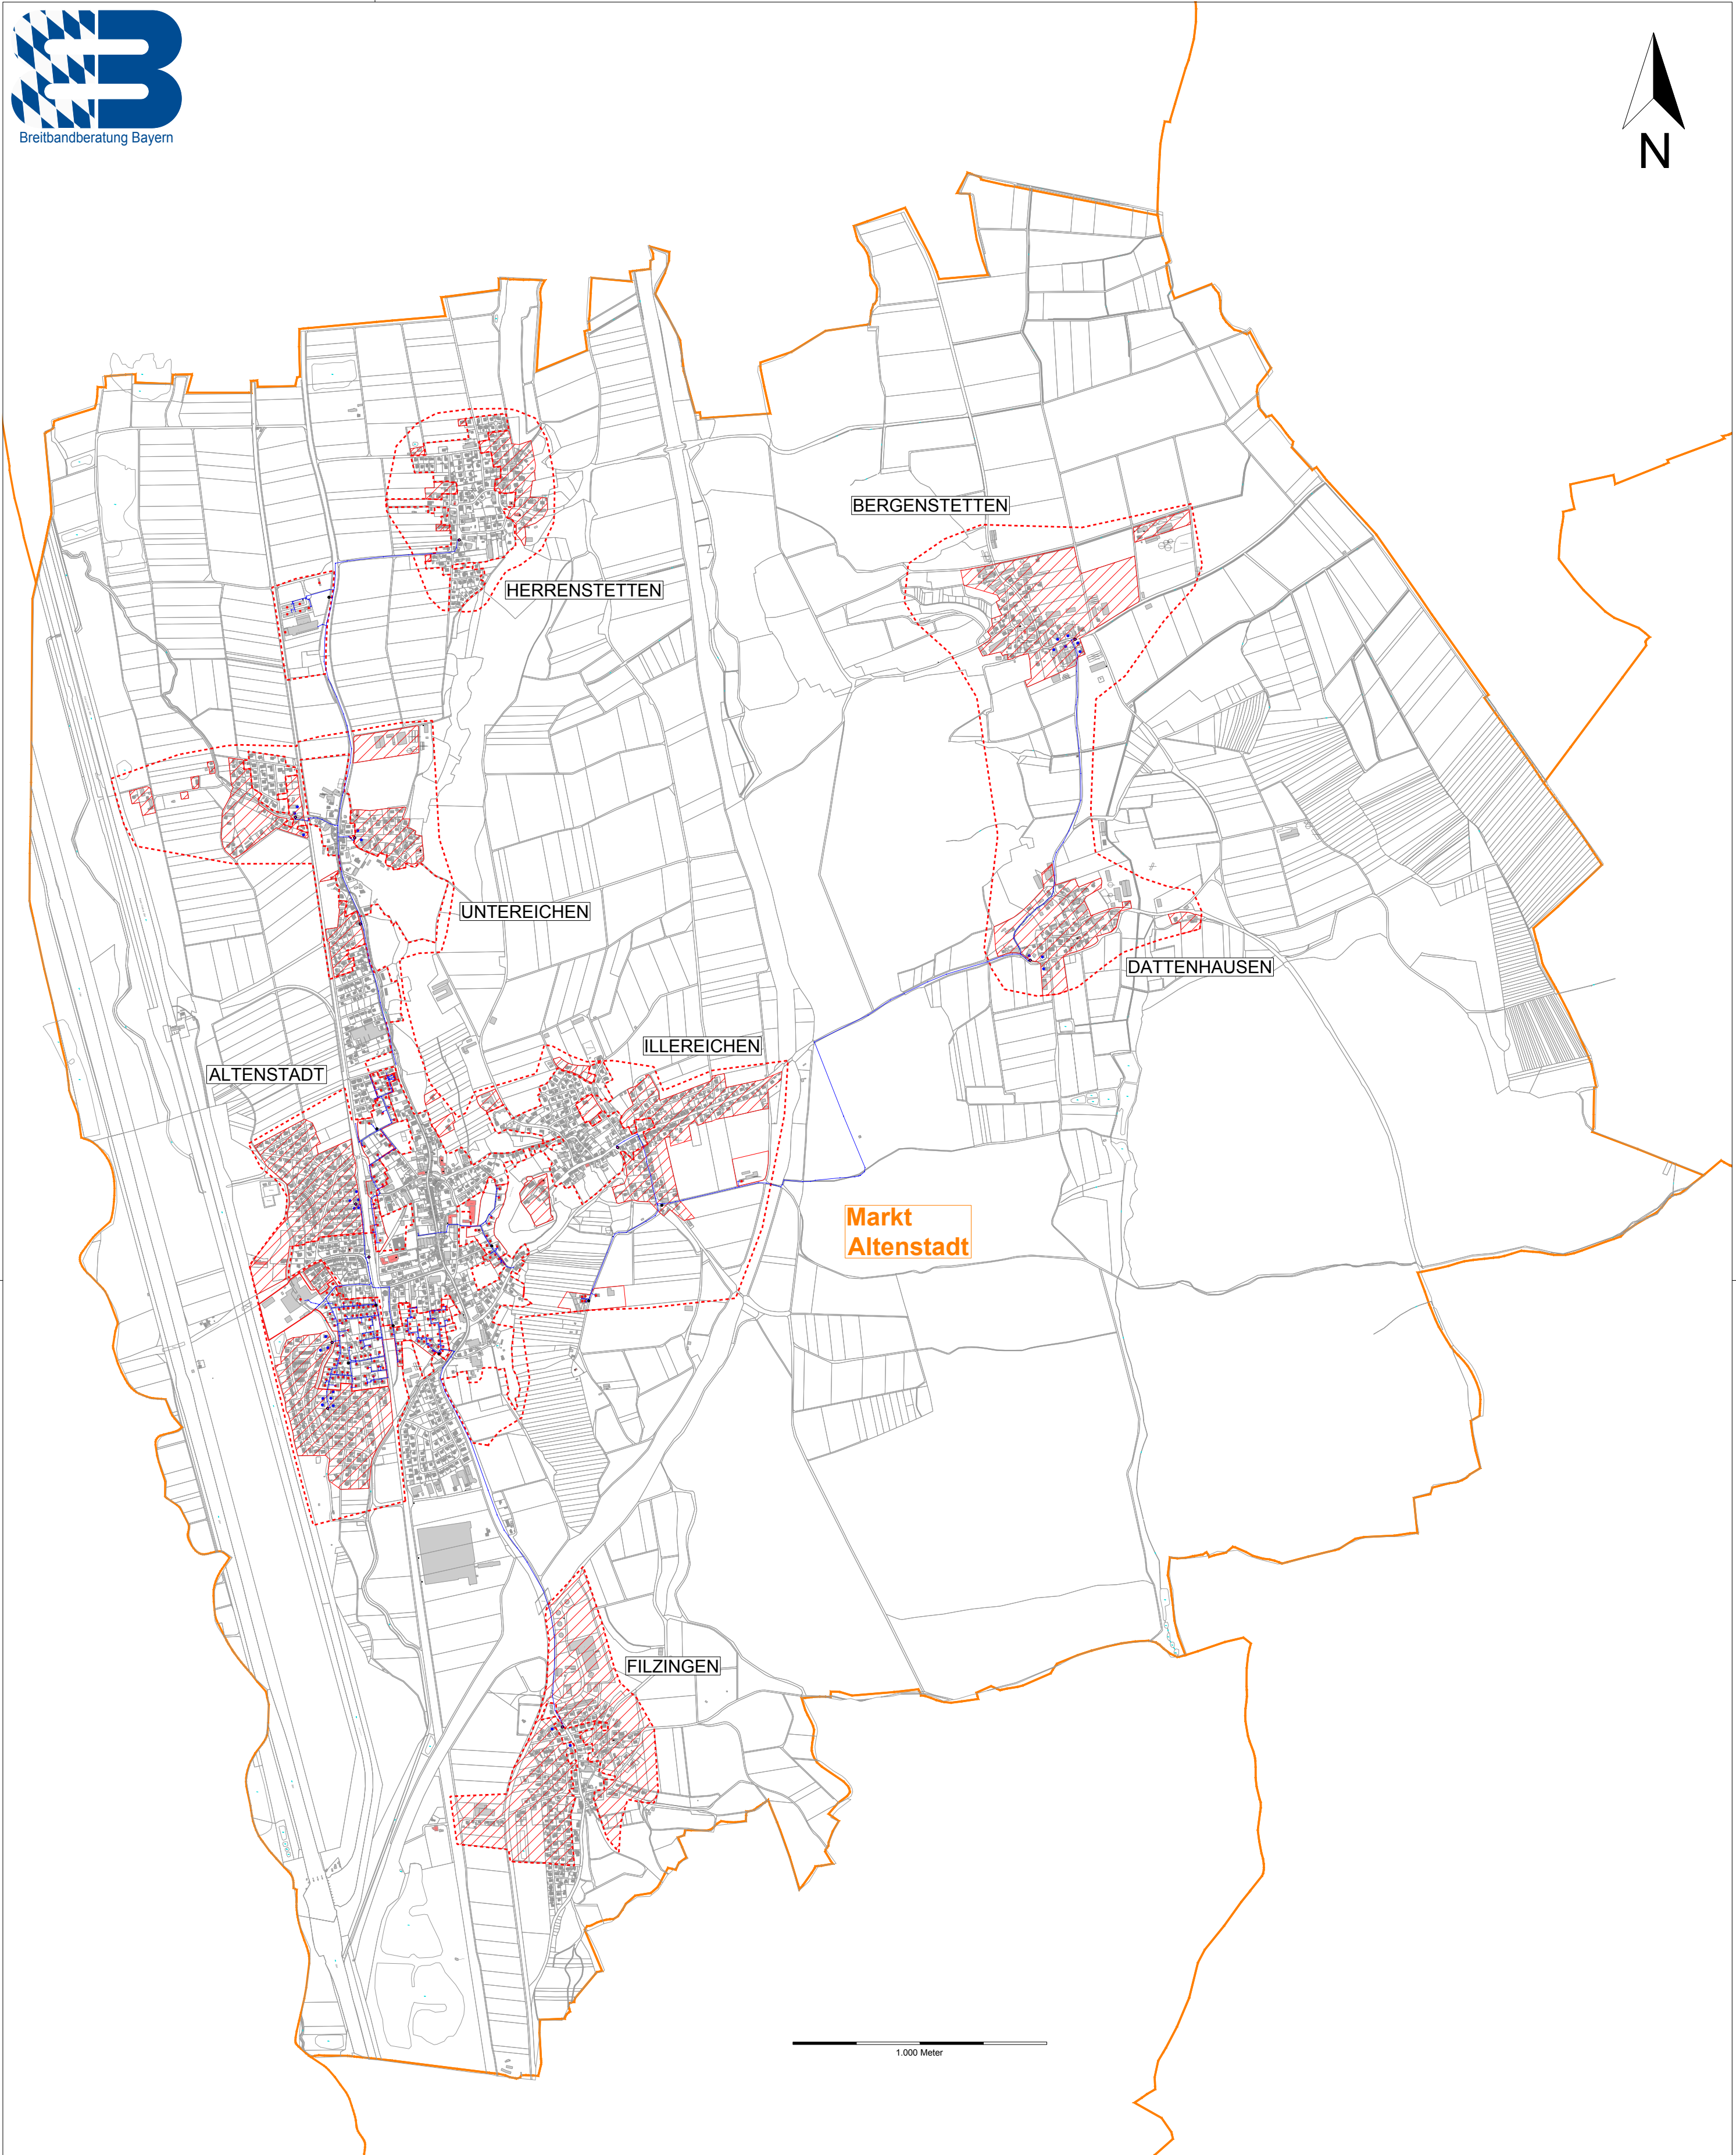 Breitbandberatung Bayern
N
BERGENSTETTEN
HERRENSTETTEN
UNTEREICHEN
DATTENHAUSEN
ILLEREICHEN
ALTENSTADT
Markt
Altenstadt
FILZINGEN
1.000 Meter